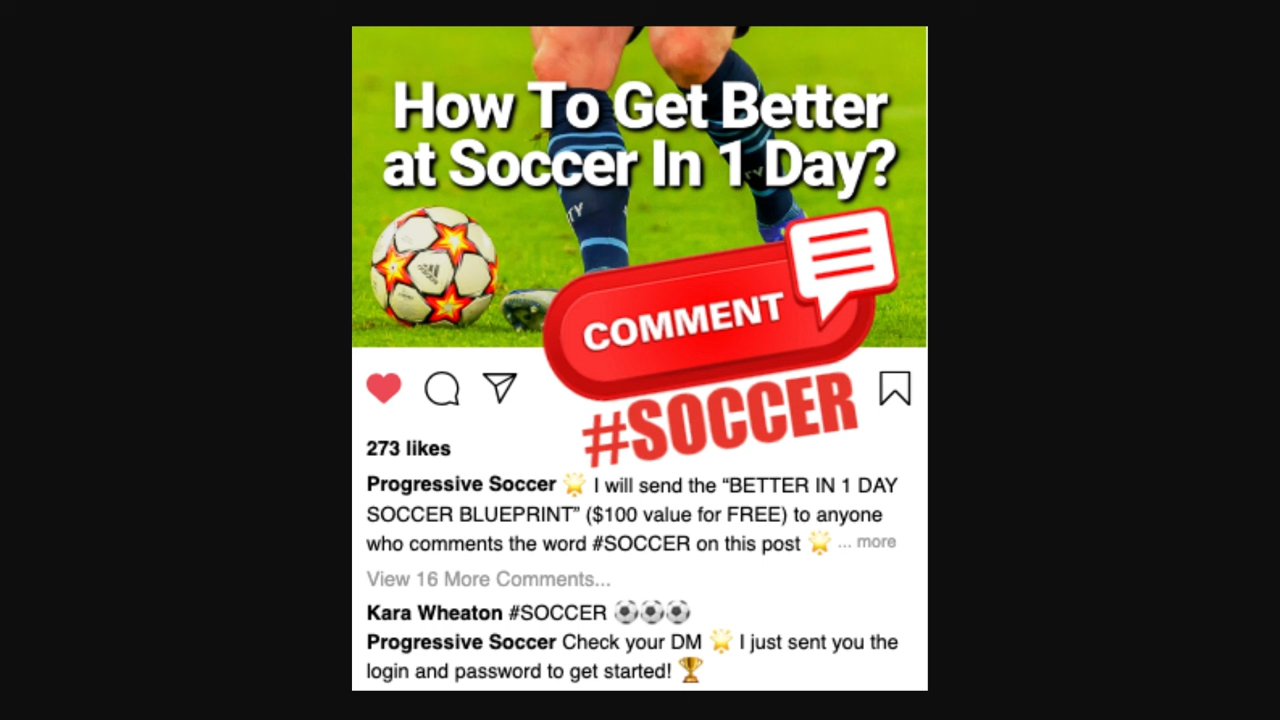 How To Get Better
at Soccer In 1 Day?
TY
TY
adidas
COMMENT
#SOCCER
273 likes
Progressive Soccer 🌟 I will send the “BETTER IN 1 DAY
SOCCER BLUEPRINT” ($100 value for FREE) to anyone
who comments the word #SOCCER on this post 🌟 ... more
View 16 More Comments...
Kara Wheaton #SOCCER ⚽⚽⚽
Progressive Soccer Check your DM 🌟 I just sent you the
login and password to get started! 🏆